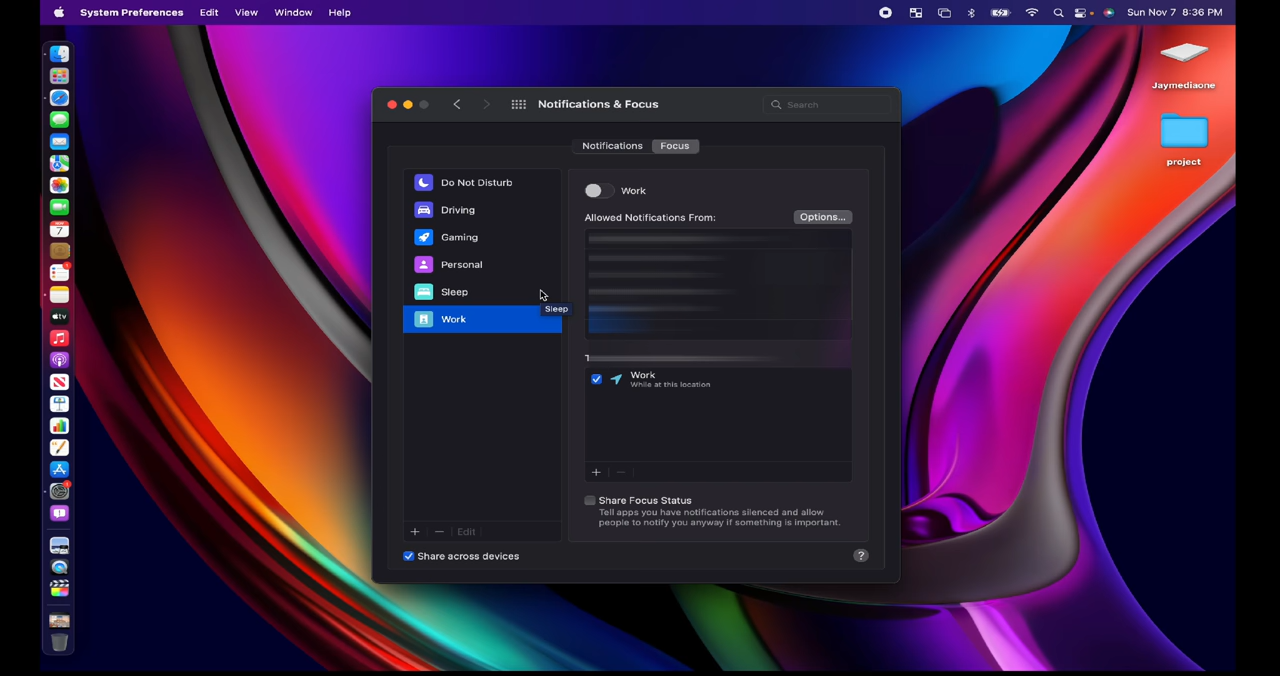 System Preferences Edit View Window Help Sun Nov 7 8:36 PM
Jaymediaone
project
Notifications & Focus
Search
Notifications Focus
Do Not Disturb
Driving
Gaming
Personal
Sleep
Work
Sleep
Edit
Share across devices
Work
Allowed Notifications From: Options...
Work
While at this location
Share Focus Status
Tell apps you have notifications silenced and allow
people to notify you anyway if something is important.
?
tv
7